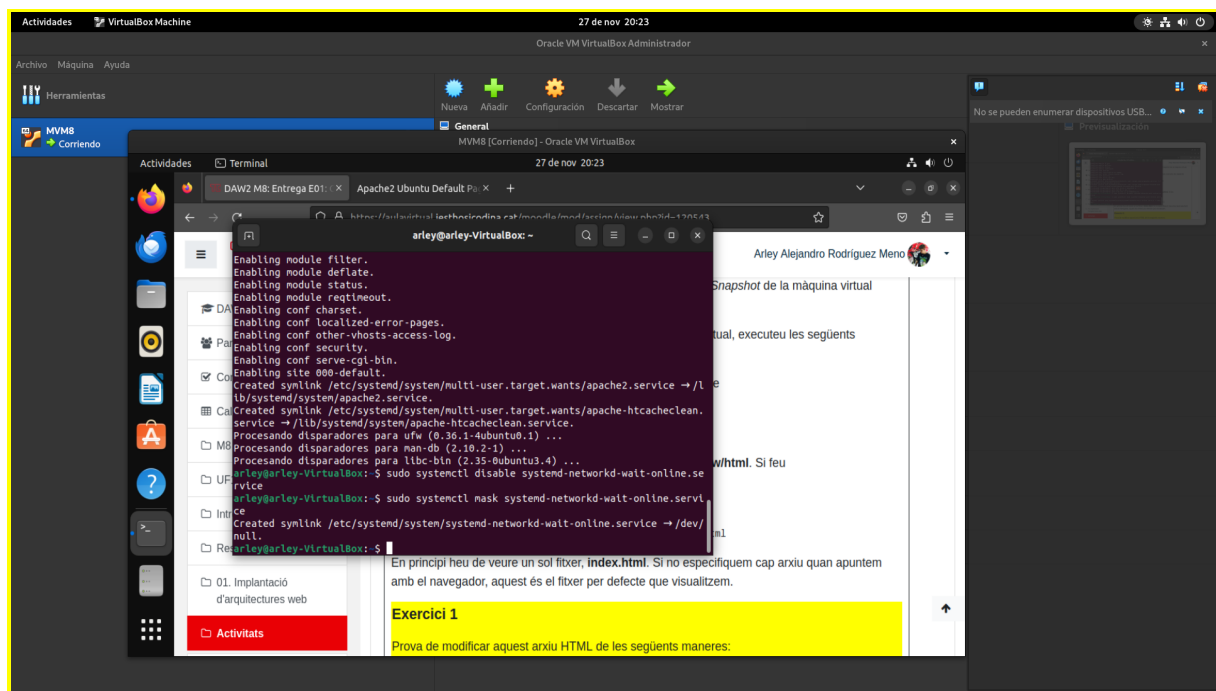 Actividades VirtualBox Machine 27 de nov 20:23
Oracle VM VirtualBox Administrador
Archivo Máquina Ayuda
Herramientas
Nueva Añadir Configuración Descartar Mostrar
No se pueden enumerar dispositivos USB...
MVM8
Corriendo
General
Previsualización
MVM8 [Corriendo] - Oracle VM VirtualBox
Actividades Terminal 27 de nov 20:23
DAW2 M8: Entrega E01: Apache2 Ubuntu Default
arley@arley-VirtualBox: ~
Arley Alejandro Rodríguez Meno
Enabling module filter.
Enabling module deflate.
Enabling module status.
Enabling module reqtimeout.
Enabling conf charset.
Enabling conf localized-error-pages.
Enabling conf other-vhosts-access-log.
Enabling conf security.
Enabling conf serve-cgi-bin.
Enabling site 000-default.
Created symlink /etc/systemd/system/multi-user.target.wants/apache2.service → /l
ib/systemd/system/apache2.service.
Created symlink /etc/systemd/system/multi-user.target.wants/apache-htcacheclean.
service → /lib/systemd/system/apache-htcacheclean.service.
Procesando disparadores para ufw (0.36.1-4ubuntu0.1) ...
Procesando disparadores para man-db (2.10.2-1) ...
Procesando disparadores para libc-bin (2.35-0ubuntu3.4) ...
arley@arley-VirtualBox:~$ sudo systemctl disable systemd-networkd-wait-online.se
rvice
arley@arley-VirtualBox:~$ sudo systemctl mask systemd-networkd-wait-online.servi
ce
Created symlink /etc/systemd/system/systemd-networkd-wait-online.service → /dev/
null.
arley@arley-VirtualBox:~$
Snapshot de la màquina virtual
tual, executeu les següents
w/html. Si feu
DA
Par
Co
Cal
M8
UF
Int
Re
01. Implantació
d'arquitectures web
Activitats
En principi heu de veure un sol fitxer, index.html. Si no especifiquem cap arxiu quan apuntem
amb el navegador, aquest és el fitxer per defecte que visualitzem.
Exercici 1
Prova de modificar aquest arxiu HTML de les següents maneres: